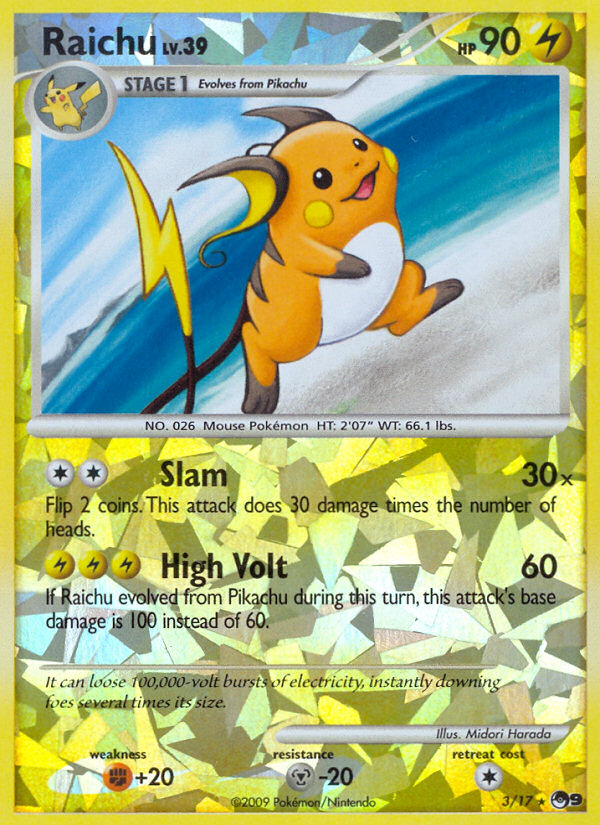 Raichu LV.39 HP 90
STAGE 1 Evolves from Pikachu
NO. 026 Mouse Pokémon HT: 2'07" WT: 66.1 lbs.
Slam 30x
Flip 2 coins. This attack does 30 damage times the number of
heads.
High Volt 60
If Raichu evolved from Pikachu during this turn, this attack's base
damage is 100 instead of 60.
It can loose 100,000-volt bursts of electricity, instantly downing
foes several times its size.
Illus. Midori Harada
weakness resistance retreat cost
+20 -20
©2009 Pokémon/Nintendo 3/17 ★ 9